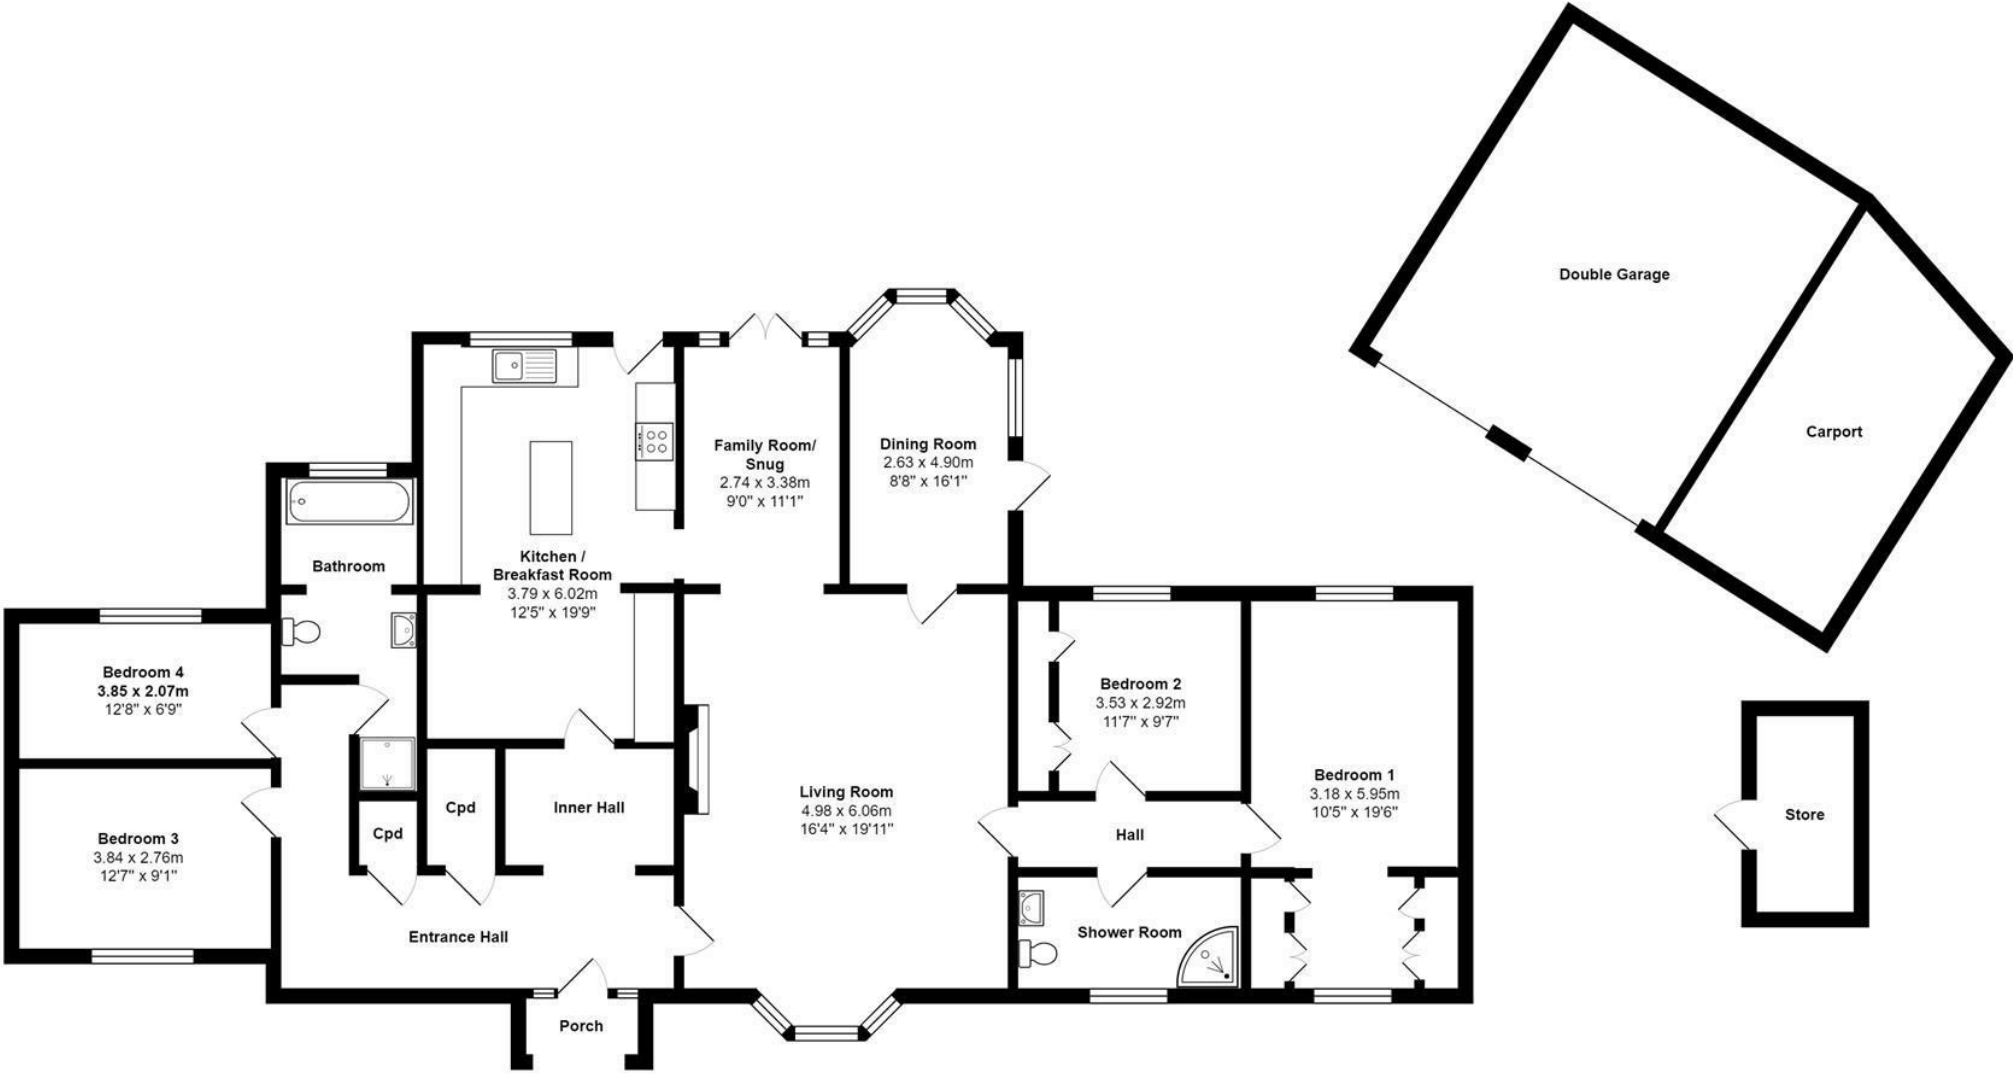 Double Garage
Carport
Family Room/
Snug
2.74 x 3.38m
9'0" x 11'1"
Dining Room
2.63 x 4.90m
8'8" x 16'1"
Kitchen /
Breakfast Room
3.79 x 6.02m
12'5" x 19'9"
Bathroom
Bedroom 4
3.85 x 2.07m
12'8" x 6'9"
Bedroom 2
3.53 x 2.92m
11'7" x 9'7"
Bedroom 1
3.18 x 5.95m
10'5" x 19'6"
Living Room
4.98 x 6.06m
16'4" x 19'11"
Inner Hall
Cpd
Cpd
Store
Hall
Bedroom 3
3.84 x 2.76m
12'7" x 9'1"
Entrance Hall
Shower Room
Porch